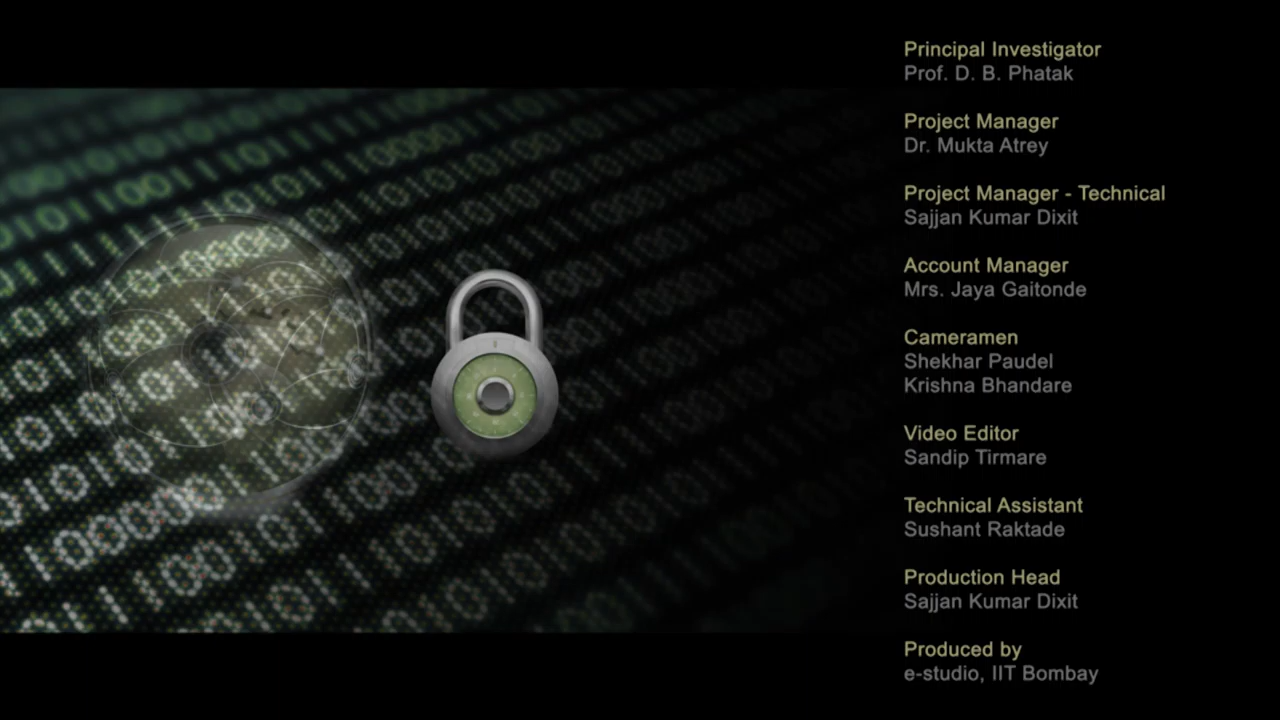 Principal Investigator
Prof. D. B. Phatak
Project Manager
Dr. Mukta Atrey
Project Manager - Technical
Sajjan Kumar Dixit
Account Manager
Mrs. Jaya Gaitonde
Cameramen
Shekhar Paudel
Krishna Bhandare
Video Editor
Sandip Tirmare
Technical Assistant
Sushant Raktade
Production Head
Sajjan Kumar Dixit
Produced by
e-studio, IIT Bombay